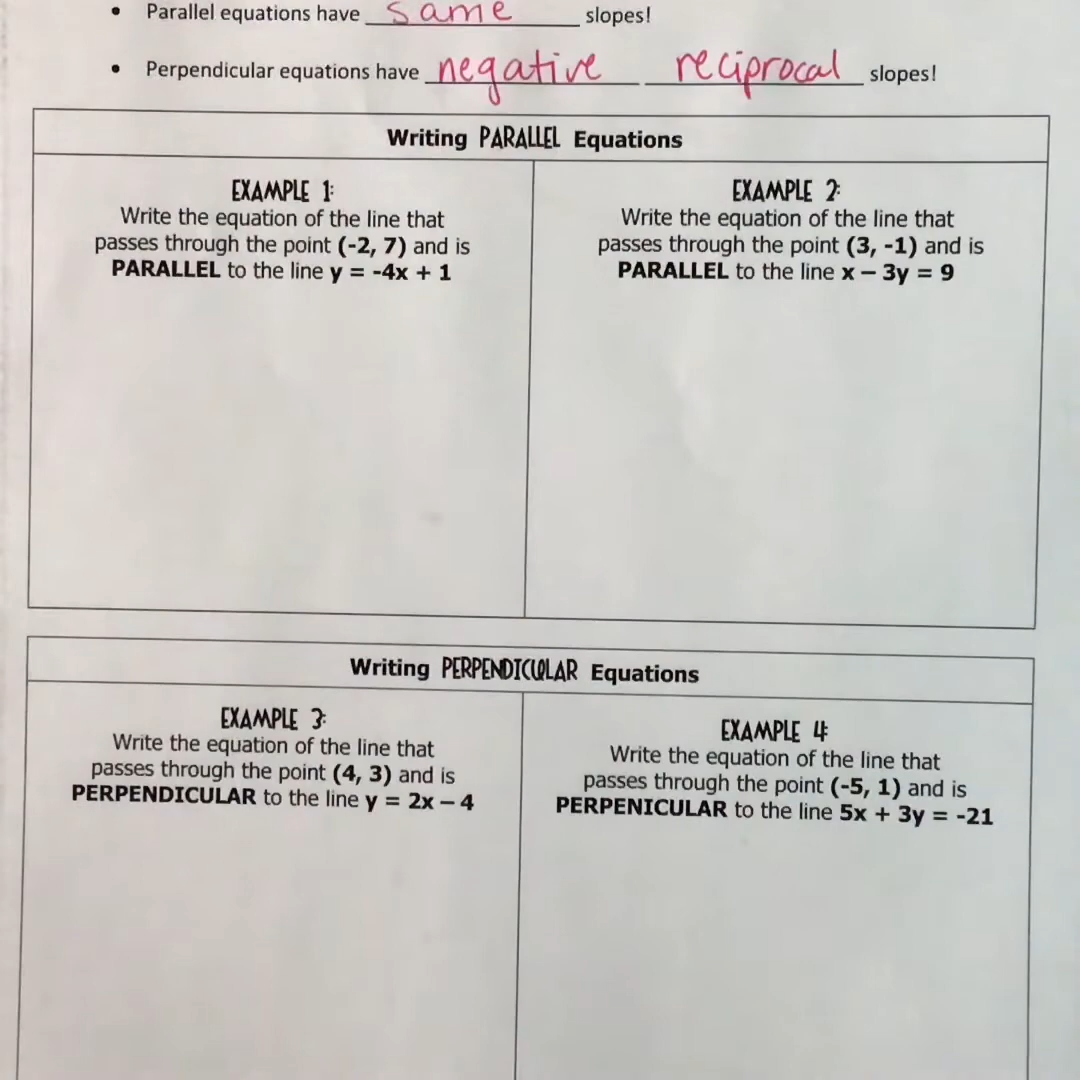 • Parallel equations have same slopes!
• Perpendicular equations have negative reciprocal slopes!
Writing PARALLEL Equations
EXAMPLE 1:
Write the equation of the line that
passes through the point (-2, 7) and is
PARALLEL to the line y = -4x + 1
EXAMPLE 2:
Write the equation of the line that
passes through the point (3, -1) and is
PARALLEL to the line x – 3y = 9
Writing PERPENDICULAR Equations
EXAMPLE 3:
Write the equation of the line that
passes through the point (4, 3) and is
PERPENDICULAR to the line y = 2x – 4
EXAMPLE 4:
Write the equation of the line that
passes through the point (-5, 1) and is
PERPENICULAR to the line 5x + 3y = -21